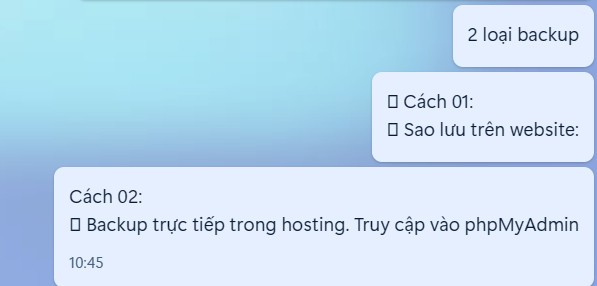 2 loại backup
Cách 01:
Sao lưu trên website:
Cách 02:
Backup trực tiếp trong hosting. Truy cập vào phpMyAdmin
10:45